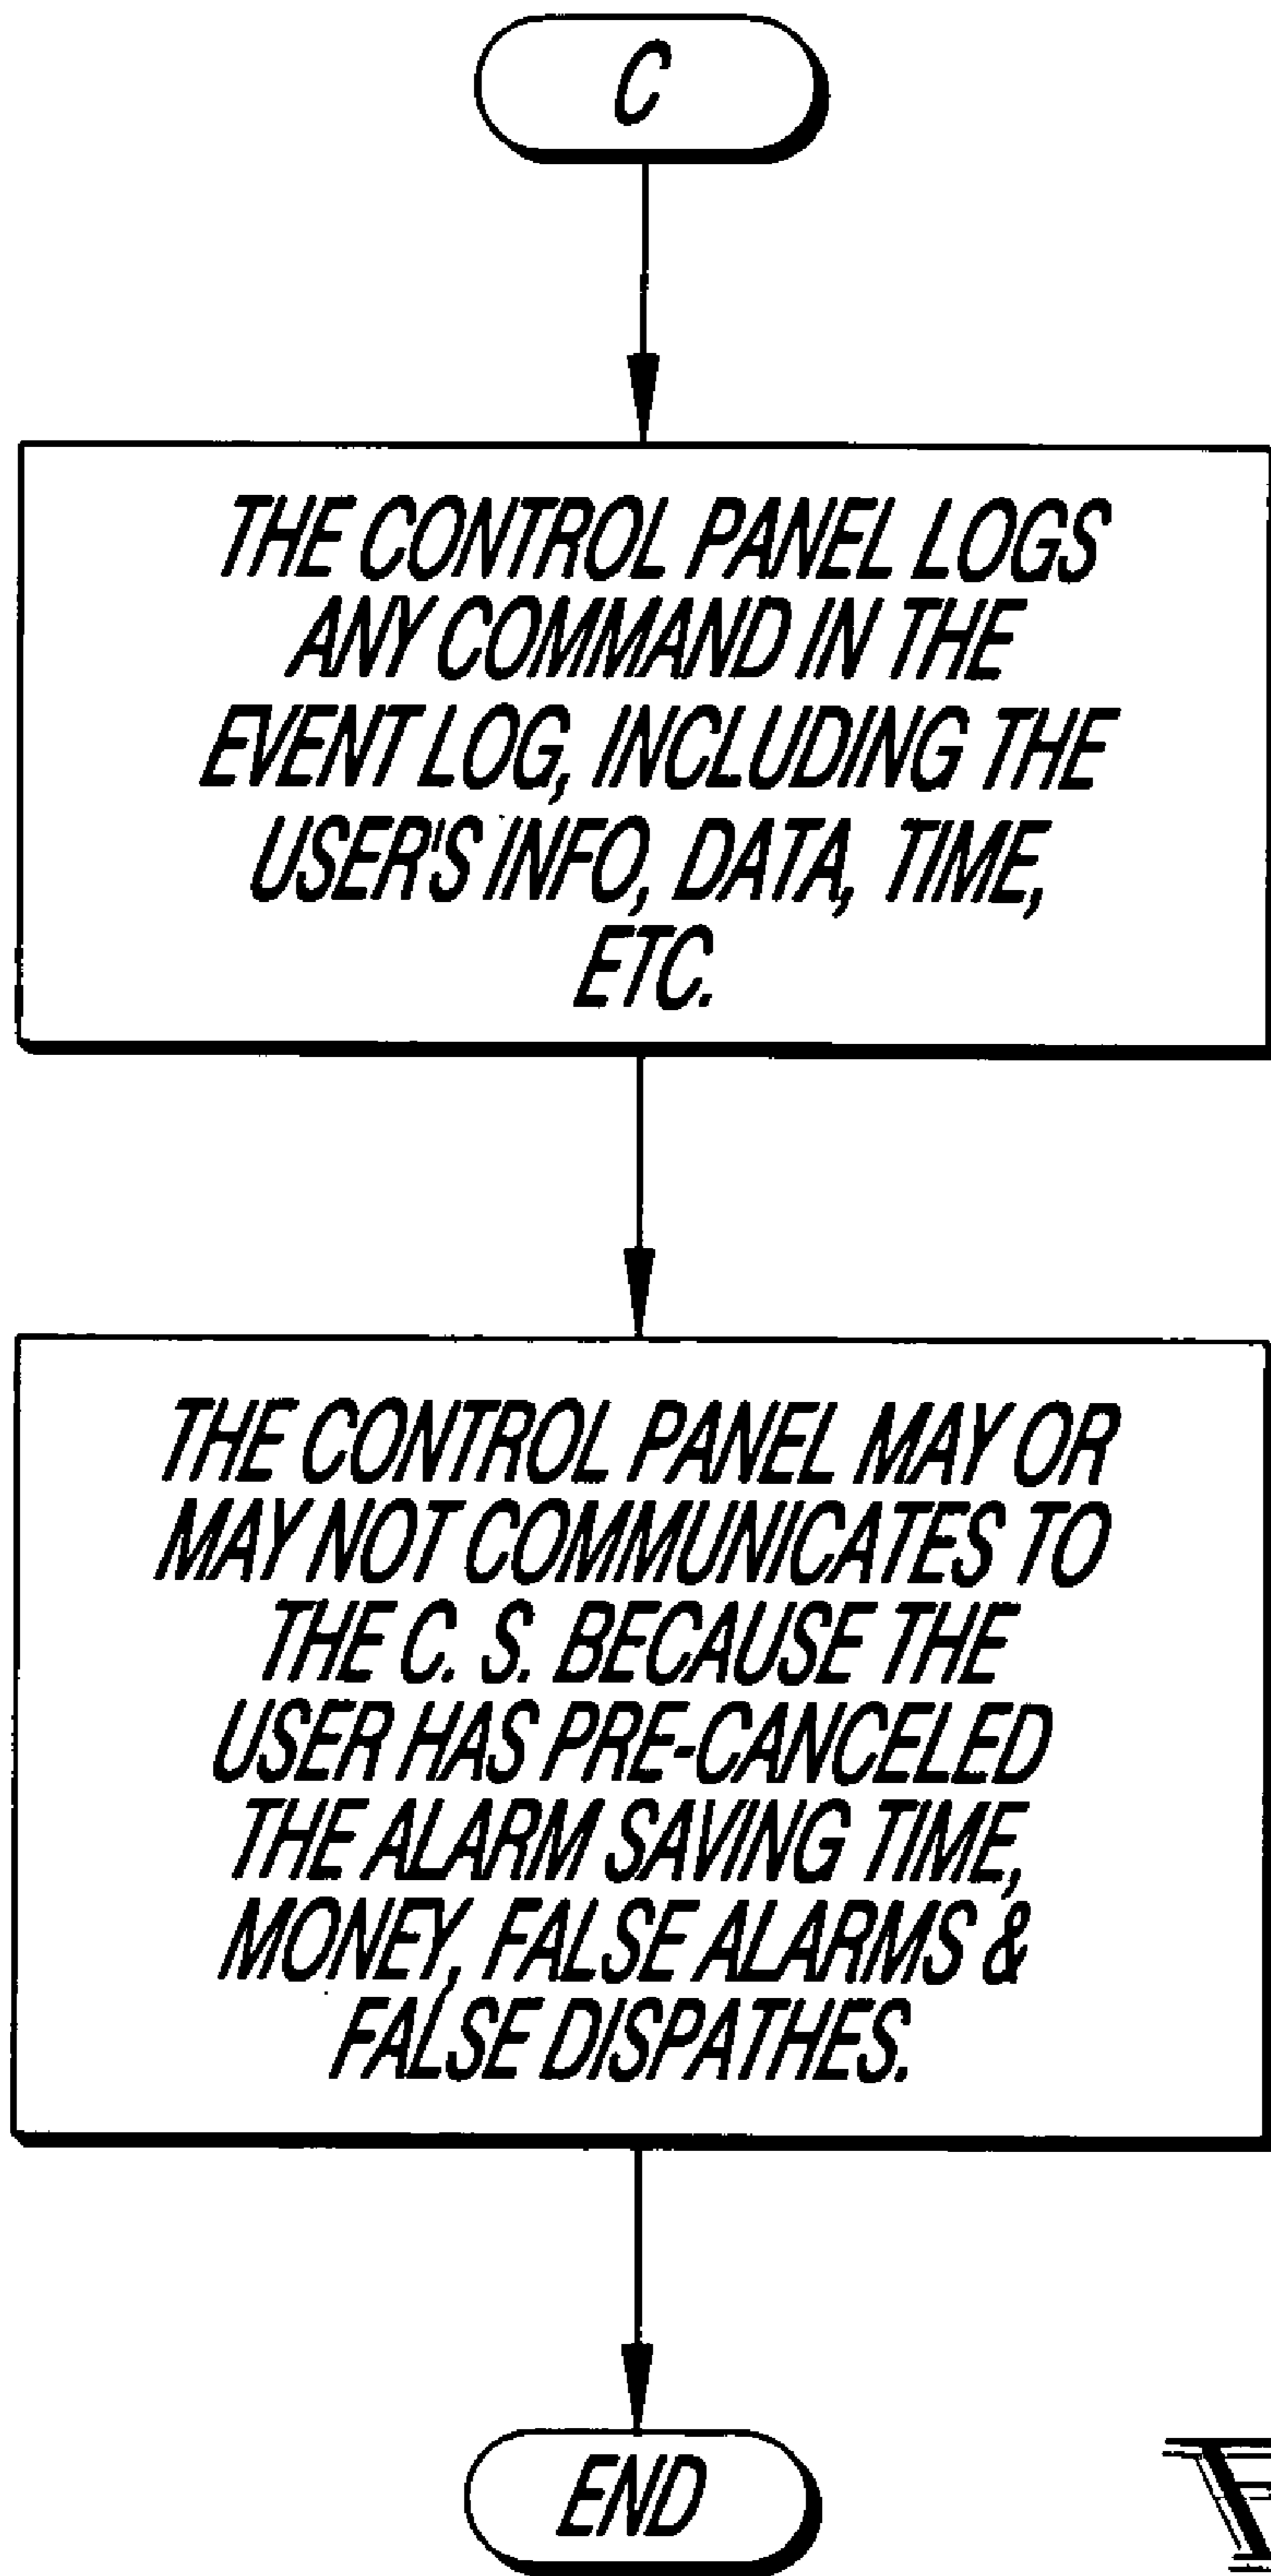 C
THE CONTROL PANEL LOGS
ANY COMMAND IN THE
EVENT LOG, INCLUDING THE
USER'S INFO, DATA, TIME,
ETC.
THE CONTROL PANEL MAY OR
MAY NOT COMMUNICATES TO
THE C. S. BECAUSE THE
USER HAS PRE-CANCELED
THE ALARM SAVING TIME,
MONEY, FALSE ALARMS &
FALSE DISPATHES.
END